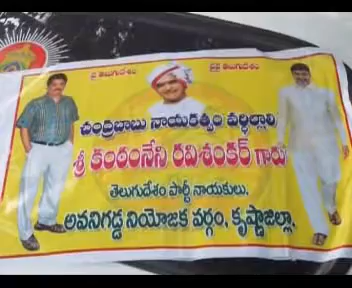 జై తెలుగుదేశం జై తెలుగుదేశం
చంద్రబాబు నాయకత్వం వర్ధిల్లాలి
శ్రీ కంఠంనేని రవిశంకర్ గారు
తెలుగుదేశం పార్టీ నాయకులు.
అవనిగడ్డ నియోజక వర్గం, కృష్ణాజిల్లా.